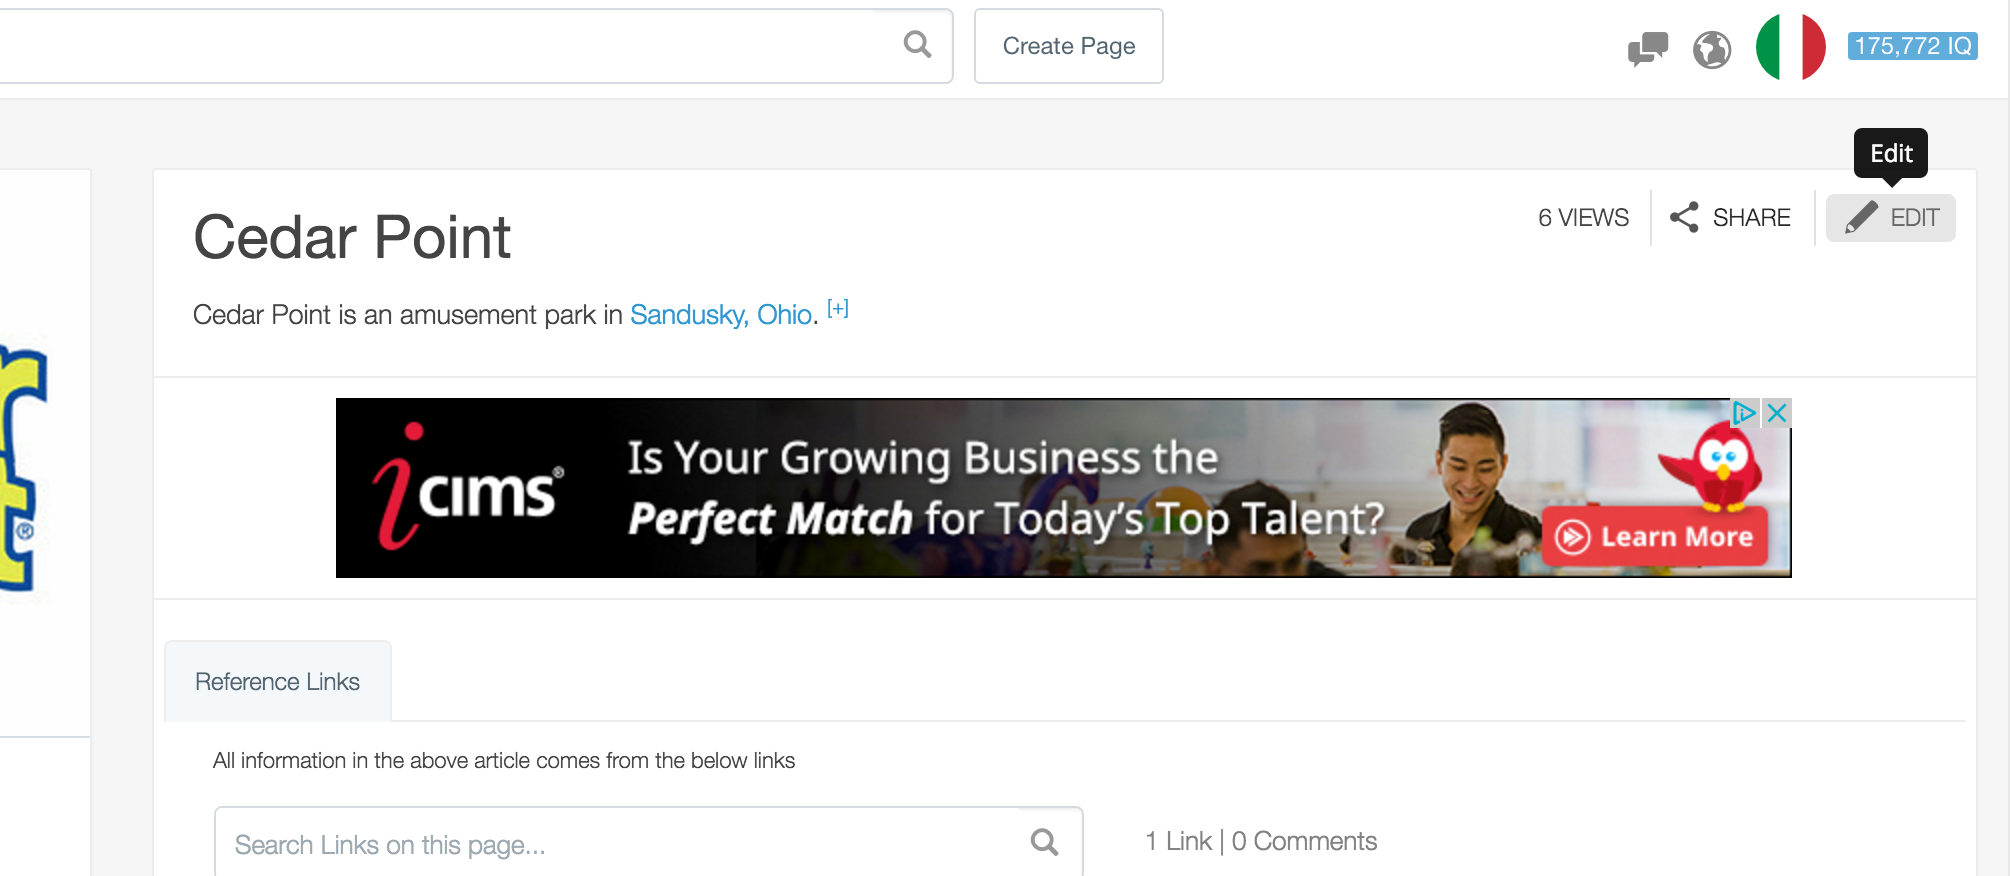 Create Page
175,772 IQ
Edit
Cedar Point
6 VIEWS
SHARE
EDIT
Cedar Point is an amusement park in Sandusky, Ohio. [+]
icims®
Is Your Growing Business the
Perfect Match for Today's Top Talent?
Learn More
®
Reference Links
All information in the above article comes from the below links
Search Links on this page...
1 Link | 0 Comments